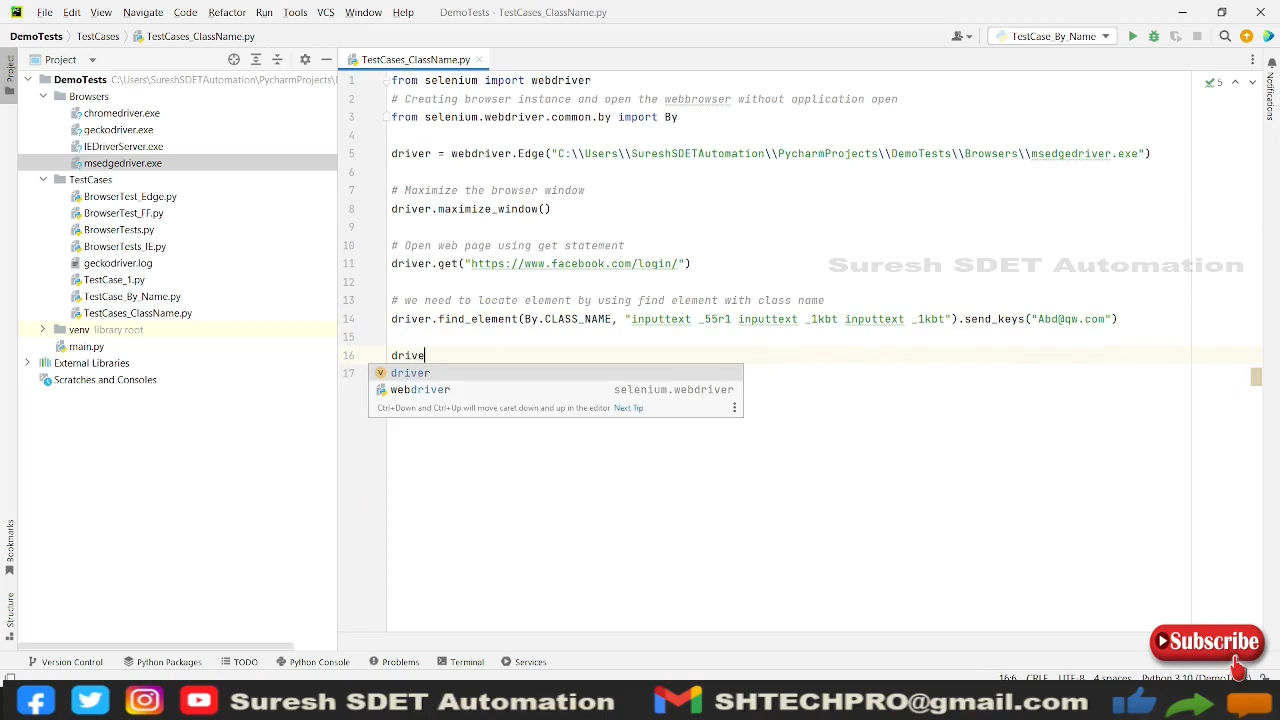 File Edit View Navigate Code Refactor Run Tools VCS Window Help DemoTests - TestCases_ClassName.py
DemoTests TestCases TestCases_ClassName.py TestCase_By_Name
Project TestCases_ClassName.py
Project
Notifications
DemoTests C:\Users\SureshSDETAutomation\PycharmProjects\DemoTests
Browsers
chromedriver.exe
geckodriver.exe
IEDriverServer.exe
msedgedriver.exe
TestCases
BrowserTest_Edge.py
BrowserTest_FF.py
BrowserTests.py
BrowserTests_IE.py
geckodriver.log
TestCase_1.py
TestCase_By_Name.py
TestCases_ClassName.py
venv library root
main.py
External Libraries
Scratches and Consoles
5
1 from selenium import webdriver
2 # Creating browser instance and open the webbrowser without application open
3 from selenium.webdriver.common.by import By
4
5 driver = webdriver.Edge("C:\\Users\\SureshSDETAutomation\\PycharmProjects\\DemoTests\\Browsers\\msedgedriver.exe")
6
7 # Maximize the browser window
8 driver.maximize_window()
9
10 # Open web page using get statement
11 driver.get("https://www.facebook.com/login/")
Suresh SDET Automation
12
13 # we need to locate element by using find element with class name
14 driver.find_element(By.CLASS_NAME, "inputtext _55r1 inputtext _1kbt inputtext _1kbt").send_keys("Abd@qw.com")
15
16 drive
17
V driver
webdriver selenium.webdriver
Ctrl+Down and Ctrl+Up will move caret down and up in the editor Next Tip
Bookmarks
Structure
Subscribe
Version Control Python Packages TODO Python Console Problems Terminal Services
Suresh SDET Automation SHTECHPRO@gmail.com